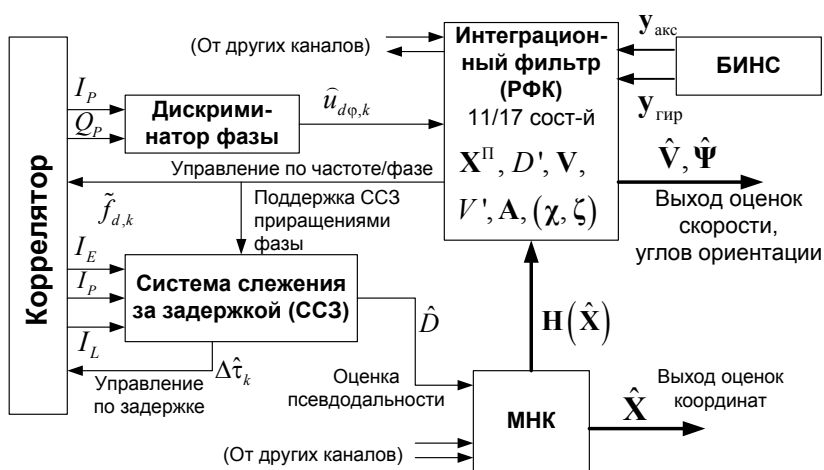 Коррелятор
I_P
Q_P
Дискрими-
натор фазы
û_{dφ,k}
(От других каналов)
Интеграцион-
ный фильтр
(РФК)
11/17 сост-й
X^П, D', V,
V', A, (χ, ζ)
y_акс
y_гир
БИНС
V̂, Ψ̂
Выход оценок
скорости,
углов ориентации
Управление по частоте/фазе
f̃_{d,k}
Поддержка ССЗ
приращениями
фазы
I_E
I_P
I_L
Система слежения
за задержкой (ССЗ)
D̂
Δτ̂_k
Управление
по задержке
Оценка
псевдодальности
H(X̂)
МНК
(От других каналов)
X̂
Выход оценок
координат